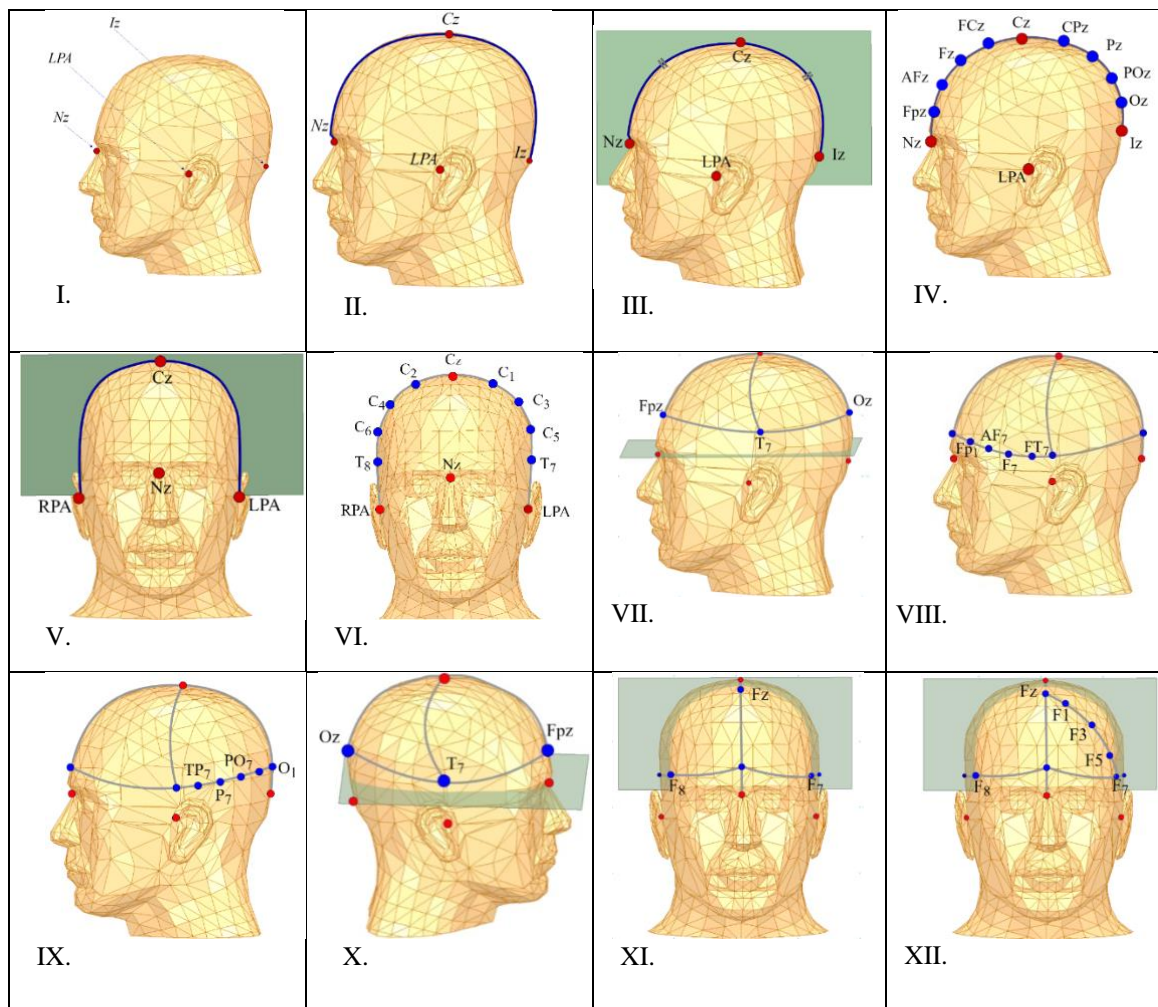 Iz
LPA
Nz
I.
Cz
Nz
LPA
Iz
II.
Cz
Nz
LPA
Iz
III.
Cz
FCz
CPz
Fz
Pz
AFz
POz
Fpz
Oz
Nz
Iz
LPA
IV.
Cz
Nz
RPA
LPA
V.
Cz
C2
C1
C4
C3
C6
C5
T8
T7
Nz
RPA
LPA
VI.
Fpz
Oz
T7
VII.
Fp1
AF7
F7
FT7
VIII.
TP7
P7
PO7
O1
IX.
Oz
Fpz
T7
X.
Fz
F8
F7
XI.
Fz
F1
F3
F5
F8
F7
XII.